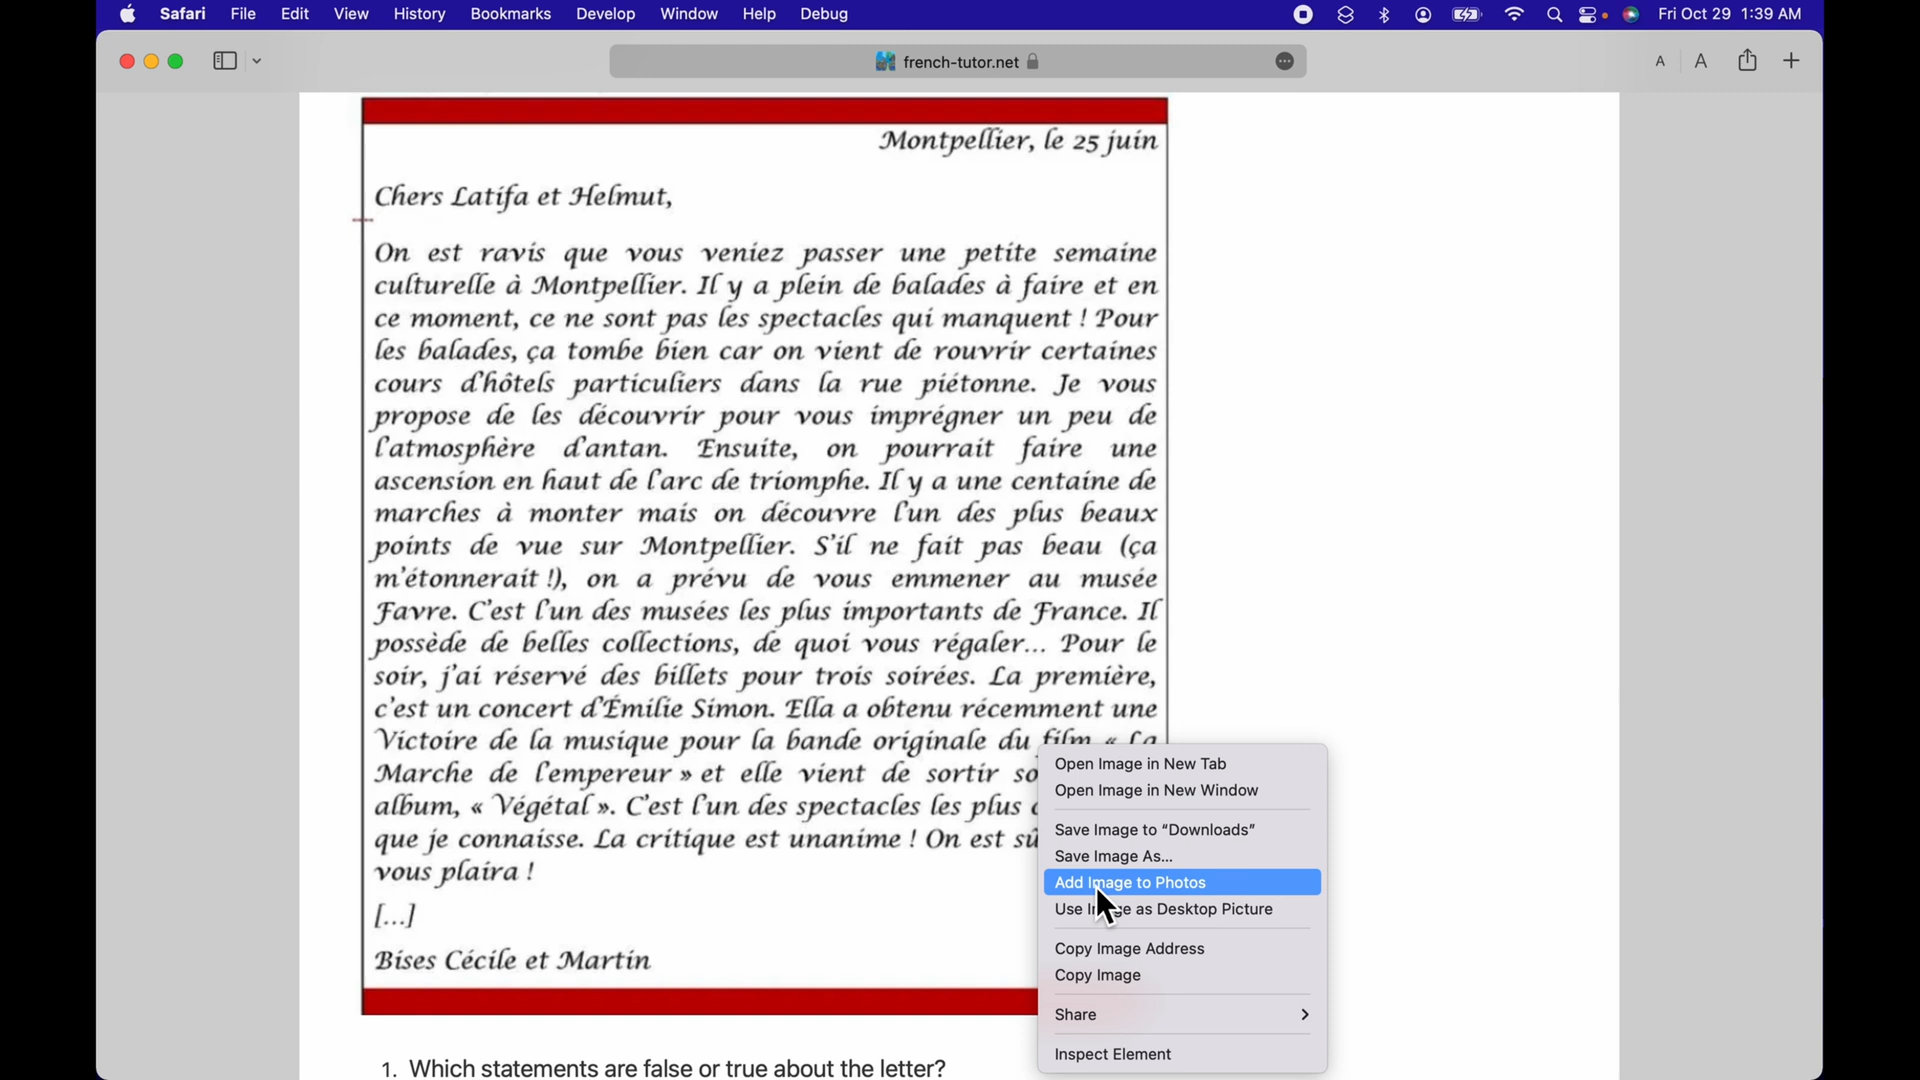 Safari File Edit View History Bookmarks Develop Window Help Debug Fri Oct 29 1:39 AM
french-tutor.net A A
Montpellier, le 25 juin
Chers Latifa et Helmut,
On est ravis que vous veniez passer une petite semaine
culturelle à Montpellier. Il y a plein de balades à faire et en
ce moment, ce ne sont pas les spectacles qui manquent ! Pour
les balades, ça tombe bien car on vient de rouvrir certaines
cours d'hôtels particuliers dans la rue piétonne. Je vous
propose de les découvrir pour vous imprégner un peu de
l'atmosphère d'antan. Ensuite, on pourrait faire une
ascension en haut de l'arc de triomphe. Il y a une centaine de
marches à monter mais on découvre l'un des plus beaux
points de vue sur Montpellier. S'il ne fait pas beau (ça
m'étonnerait !), on a prévu de vous emmener au musée
Favre. C'est l'un des musées les plus importants de France. Il
possède de belles collections, de quoi vous régaler... Pour le
soir, j'ai réservé des billets pour trois soirées. La première,
c'est un concert d'Émilie Simon. Ella a obtenu récemment une
Victoire de la musique pour la bande originale du film « La
Marche de l'empereur » et elle vient de sortir
album, « Végétal ». C'est l'un des spectacles les plus
que je connaisse. La critique est unanime ! On est
vous plaira !
[...]
Bises Cécile et Martin
1. Which statements are false or true about the letter?
Open Image in New Tab
Open Image in New Window
Save Image to "Downloads"
Save Image As...
Add Image to Photos
Use Image as Desktop Picture
Copy Image Address
Copy Image
Share
Inspect Element